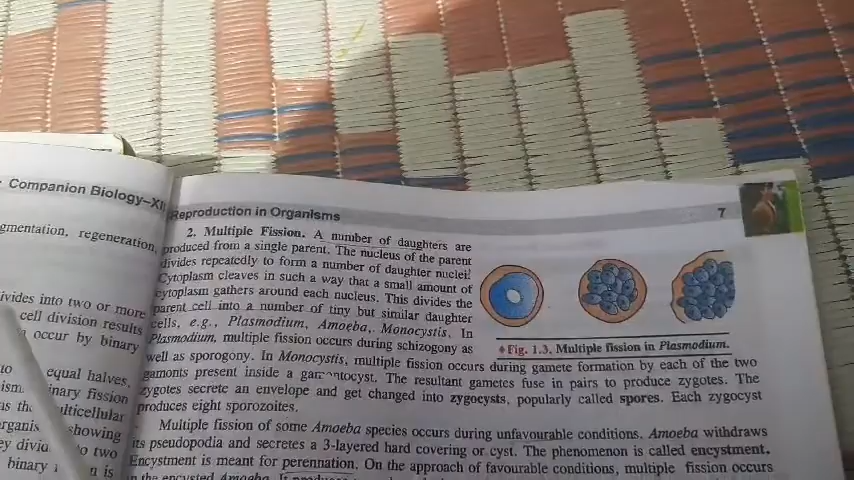 Companion Biology–XII
gmentation, regeneration,
ivides into two or more
cell division results
occur by binary
to equal halves,
ism. inary fission
as the ulticellular
rganis showing
ey divid to two
binary n is
Reproduction in Organisms 7
2. Multiple Fission. A number of daughters are
produced from a single parent. The nucleus of the parent
divides repeatedly to form a number of daughter nuclei.
Cytoplasm cleaves in such a way that a small amount of
cytoplasm gathers around each nucleus. This divides the
parent cell into a number of tiny but similar daughter
cells, e.g., Plasmodium, Amoeba, Monocystis. In
Plasmodium, multiple fission occurs during schizogony as
well as sporogony. In Monocystis, multiple fission occurs during gamete formation by each of the two
gamonts present inside a gametocyst. The resultant gametes fuse in pairs to produce zygotes. The
zygotes secrete an envelope and get changed into zygocysts, popularly called spores. Each zygocyst
produces eight sporozoites.
Fig. 1.3. Multiple fission in Plasmodium.
Multiple fission of some Amoeba species occurs during unfavourable conditions. Amoeba withdraws
its pseudopodia and secretes a 3-layered hard covering or cyst. The phenomenon is called encystment.
Encystment is meant for perennation. On the approach of favourable conditions, multiple fission occurs
in the encysted Amoeba. It